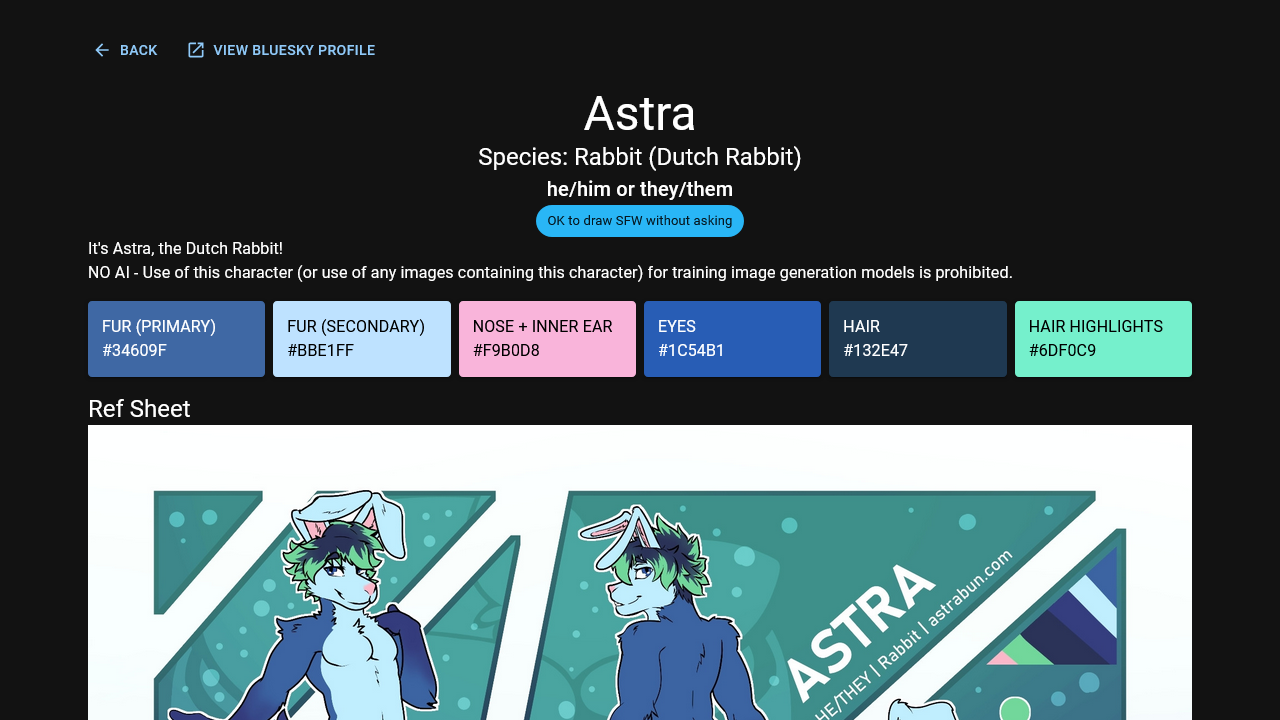 BACK
VIEW BLUESKY PROFILE
Astra
Species: Rabbit (Dutch Rabbit)
he/him or they/them
OK to draw SFW without asking
It's Astra, the Dutch Rabbit!
NO AI - Use of this character (or use of any images containing this character) for training image generation models is prohibited.
FUR (PRIMARY)
#34609F
FUR (SECONDARY)
#BBE1FF
NOSE + INNER EAR
#F9B0D8
EYES
#1C54B1
HAIR
#132E47
HAIR HIGHLIGHTS
#6DF0C9
Ref Sheet
ASTRA
HE/THEY | Rabbit | astrabun.com